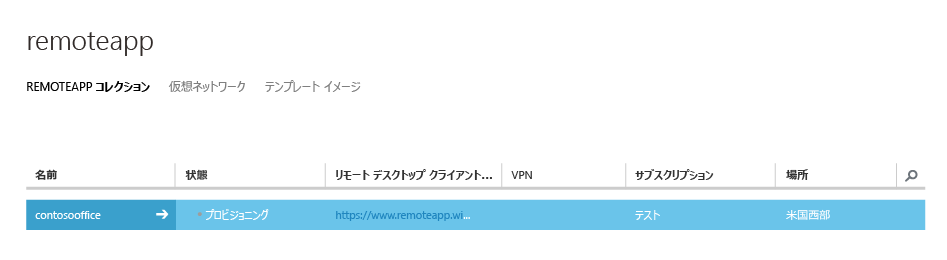 remoteapp
REMOTEAPP コレクション 仮想ネットワーク テンプレート イメージ
名前 状態 リモート デスクトップ クライアント... VPN サブスクリプション 場所
contosooffice プロビジョニング https://www.remoteapp.wi... テスト 米国西部